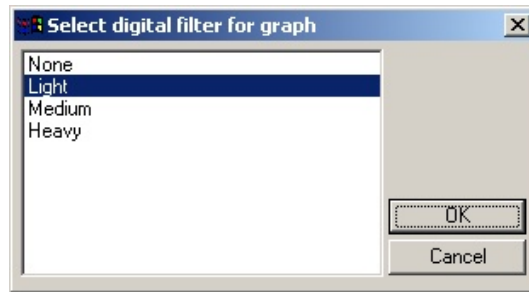 Select digital filter for graph
None
Light
Medium
Heavy
OK
Cancel